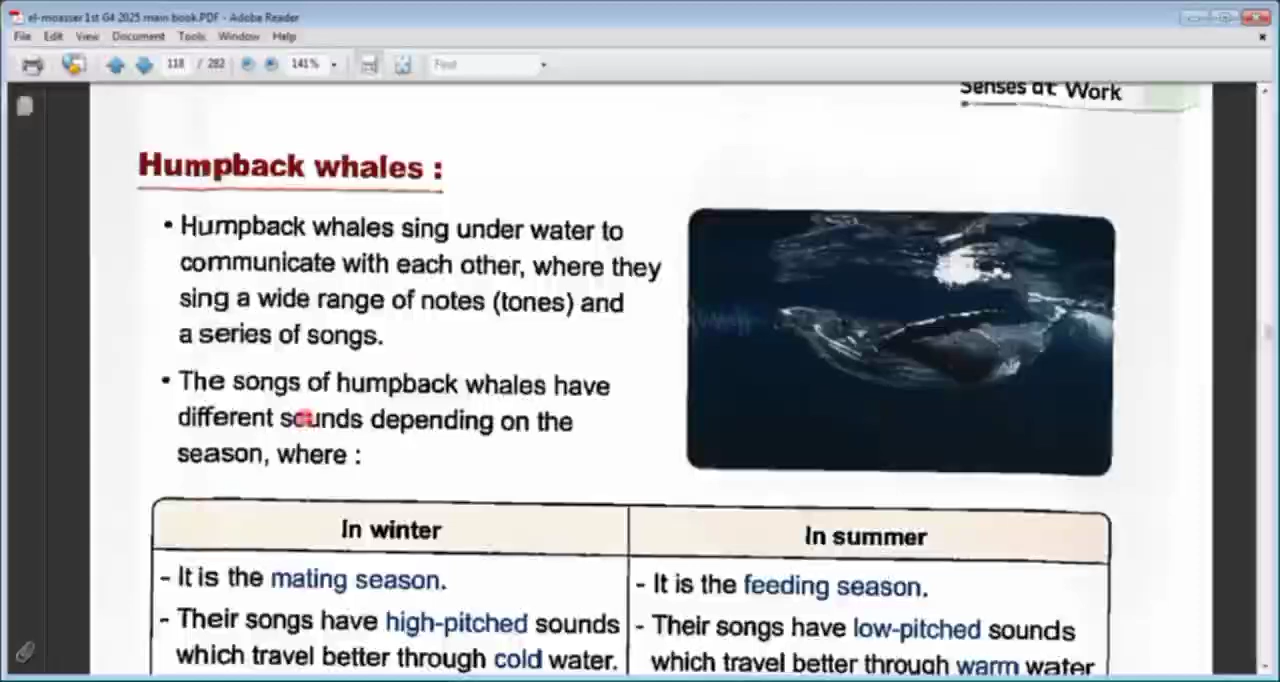 el-moasser 1st G4 2025 main book.PDF - Adobe Reader
File Edit View Document Tools Window Help
118 / 282 141% Find
Senses at Work
Humpback whales :
• Humpback whales sing under water to
communicate with each other, where they
sing a wide range of notes (tones) and
a series of songs.
• The songs of humpback whales have
different sounds depending on the
season, where :
In winter
- It is the mating season.
- Their songs have high-pitched sounds
which travel better through cold water.
In summer
- It is the feeding season.
- Their songs have low-pitched sounds
which travel better through warm water